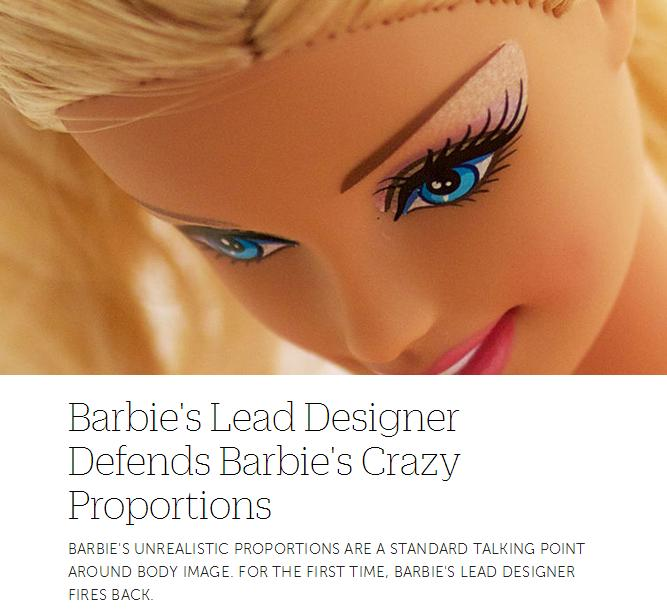 Barbie's Lead Designer
Defends Barbie's Crazy
Proportions
BARBIE'S UNREALISTIC PROPORTIONS ARE A STANDARD TALKING POINT
AROUND BODY IMAGE. FOR THE FIRST TIME, BARBIE'S LEAD DESIGNER
FIRES BACK.